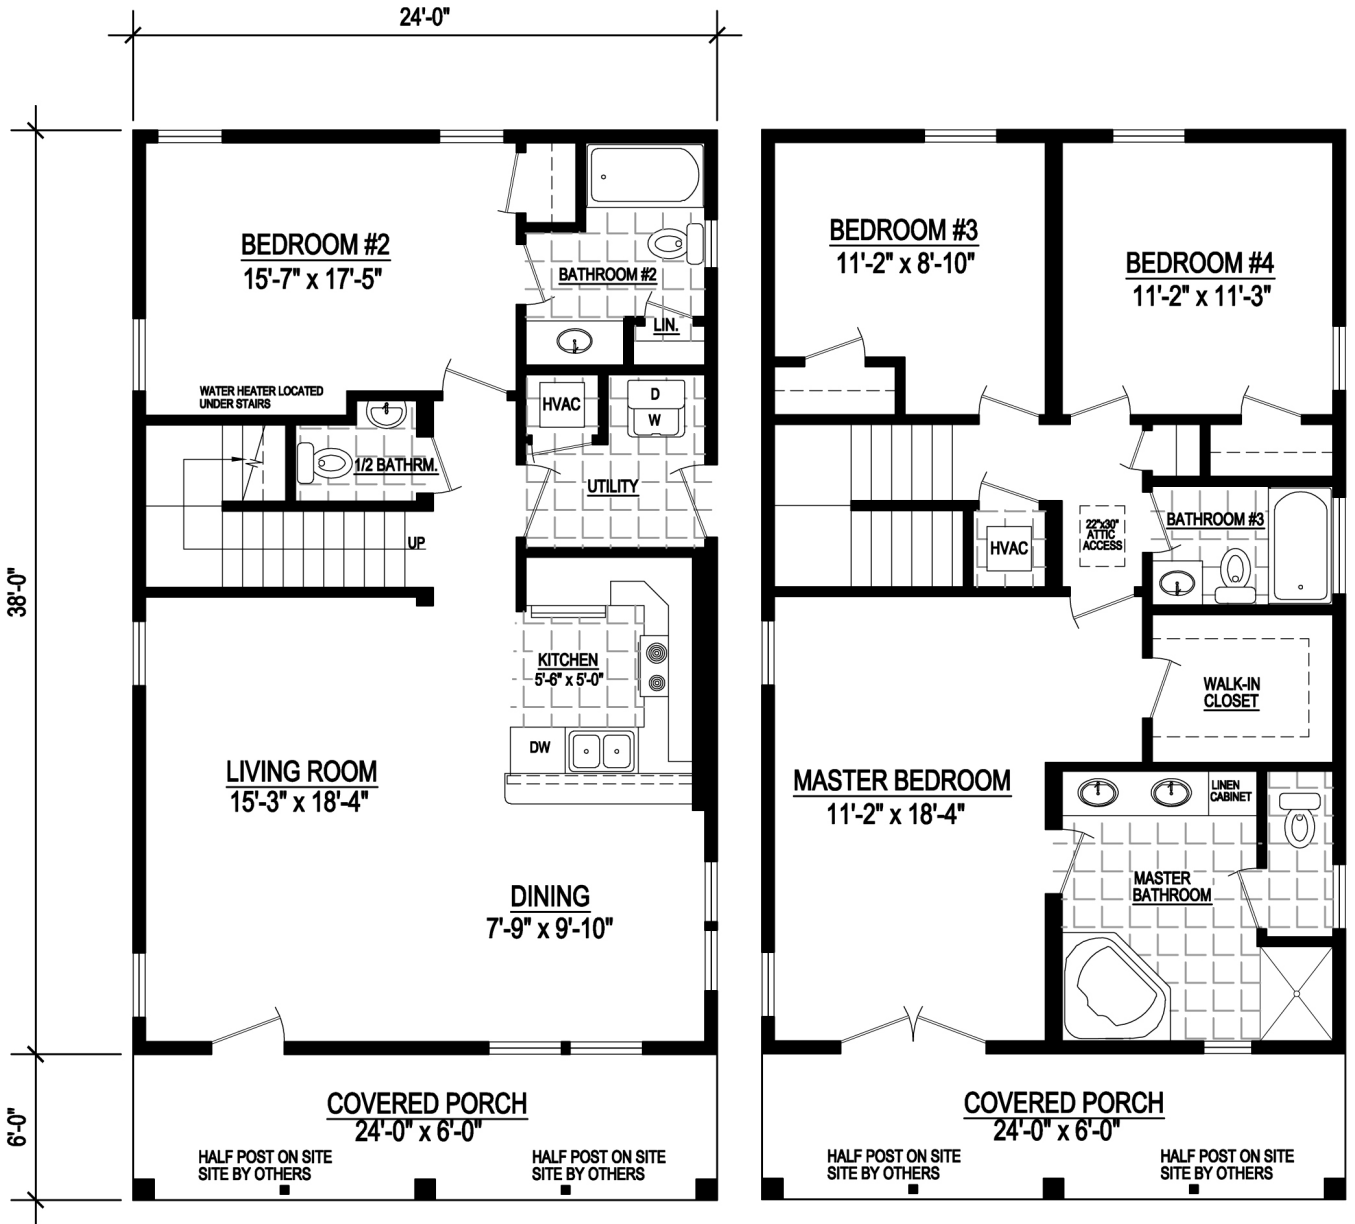 24'-0"
38'-0"
6'-0"
BEDROOM #2
15'-7" x 17'-5"
BATHROOM #2
LIN.
WATER HEATER LOCATED
UNDER STAIRS
HVAC
D
W
1/2 BATHRM.
UTILITY
UP
KITCHEN
5'-6" x 5'-0"
DW
LIVING ROOM
15'-3" x 18'-4"
DINING
7'-9" x 9'-10"
COVERED PORCH
24'-0" x 6'-0"
HALF POST ON SITE
SITE BY OTHERS
HALF POST ON SITE
SITE BY OTHERS
BEDROOM #3
11'-2" x 8'-10"
BEDROOM #4
11'-2" x 11'-3"
HVAC
22"x30"
ATTIC
ACCESS
BATHROOM #3
WALK-IN
CLOSET
MASTER BEDROOM
11'-2" x 18'-4"
LINEN
CABINET
MASTER
BATHROOM
COVERED PORCH
24'-0" x 6'-0"
HALF POST ON SITE
SITE BY OTHERS
HALF POST ON SITE
SITE BY OTHERS